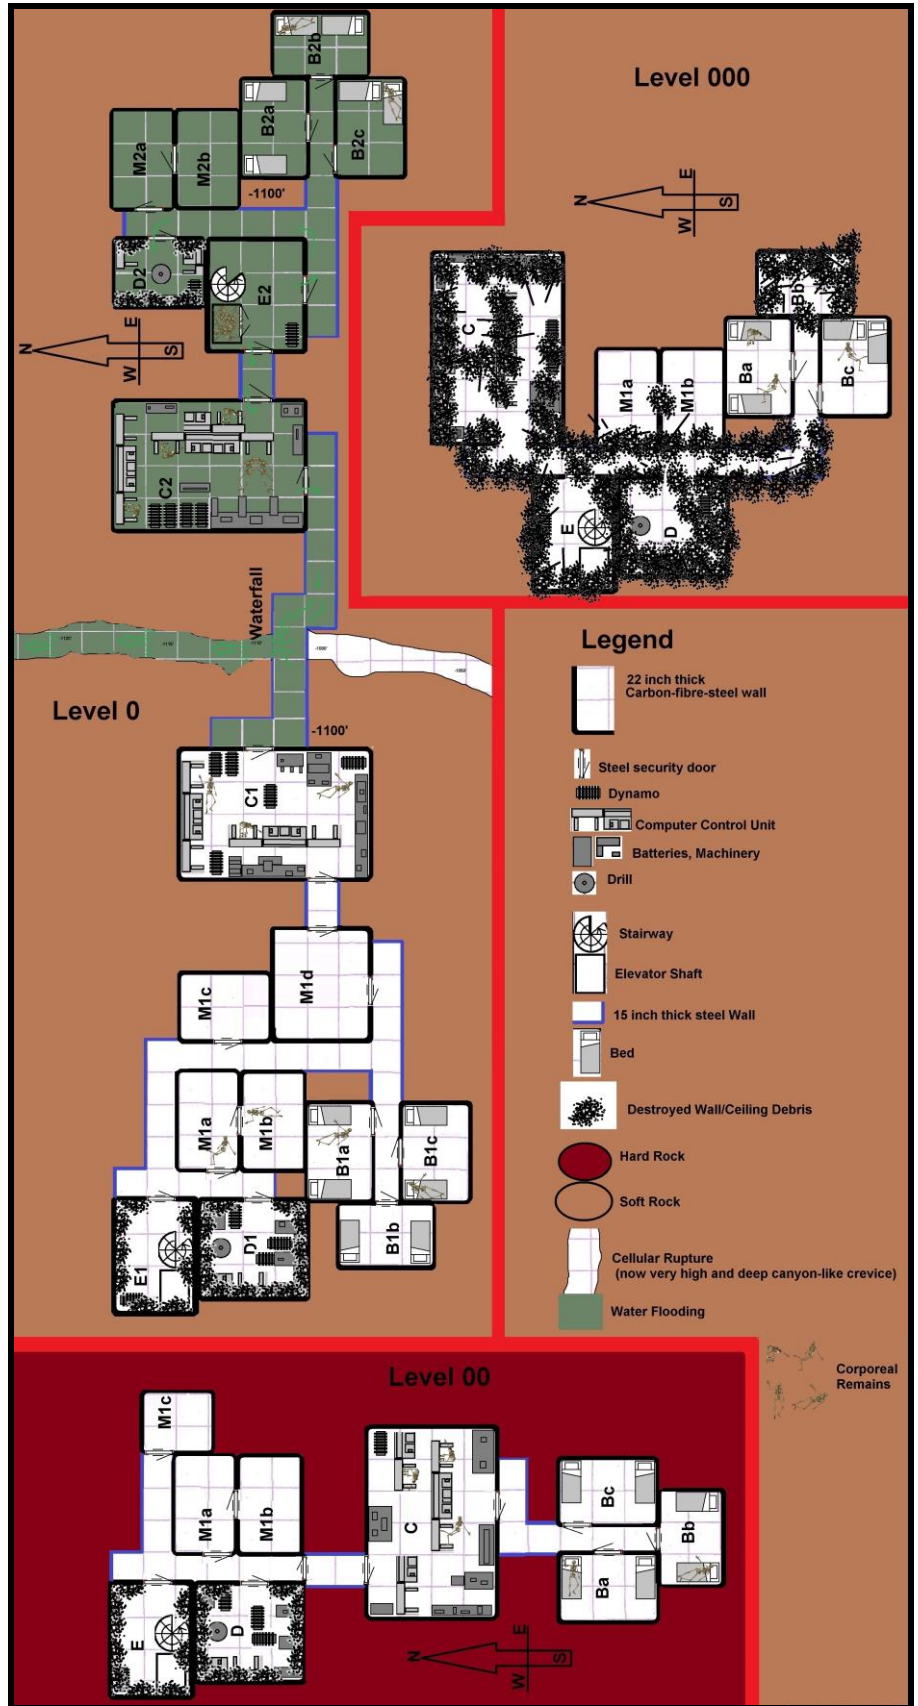 B2b
B2a
B2c
M2a
M2b
-1100'
D2
E2
N
E
W
S
C2
Waterfall
Level 0
-1100'
C1
M1c
M1d
M1a
M1b
B1a
B1c
B1b
E1
D1
Level 000
N
E
W
S
C
M1a
M1b
Ba
Bb
Bc
E
D
Legend
22 inch thick
Carbon-fibre-steel wall
Steel security door
Dynamo
Computer Control Unit
Batteries, Machinery
Drill
Stairway
Elevator Shaft
15 inch thick steel Wall
Bed
Destroyed Wall/Ceiling Debris
Hard Rock
Soft Rock
Cellular Rupture
(now very high and deep canyon-like crevice)
Water Flooding
Corporeal
Remains
Level 00
M1c
M1a
M1b
C
Bc
Bb
Ba
E
D
N
E
W
S